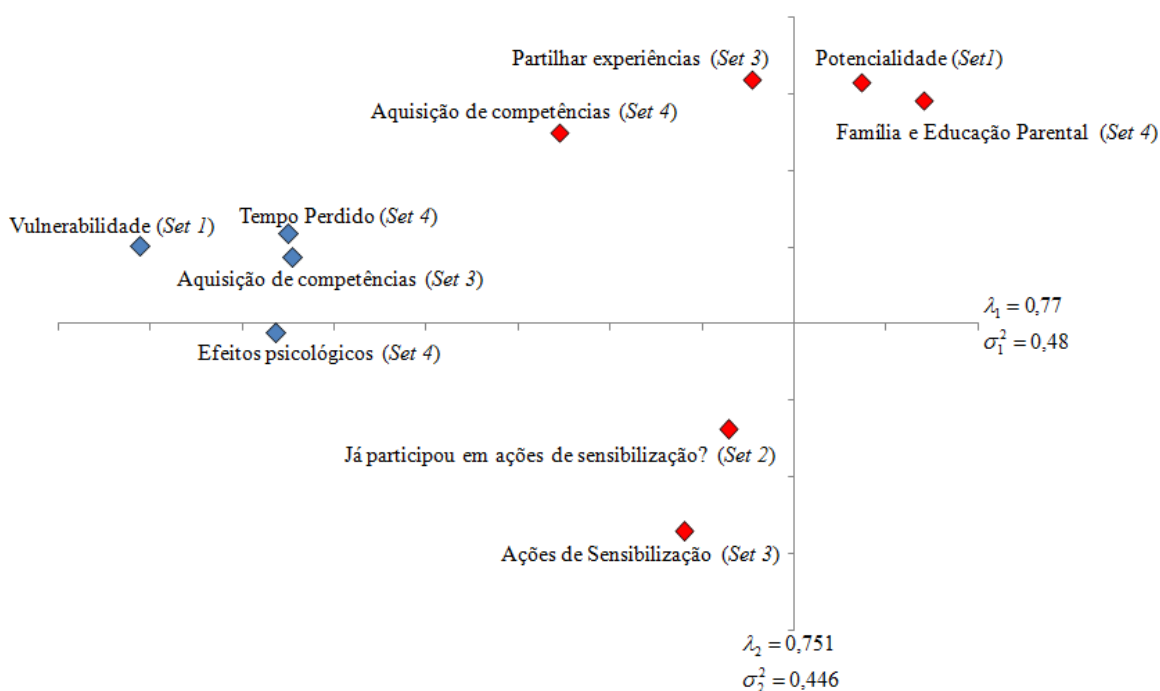 Partilhar experiências (Set 3)
Potencialidade (Set1)
Aquisição de competências (Set 4)
Família e Educação Parental (Set 4)
Vulnerabilidade (Set 1)
Tempo Perdido (Set 4)
Aquisição de competências (Set 3)
λ₁ = 0,77
σ₁² = 0,48
Efeitos psicológicos (Set 4)
Já participou em ações de sensibilização? (Set 2)
Ações de Sensibilização (Set 3)
λ₂ = 0,751
σ₂² = 0,446